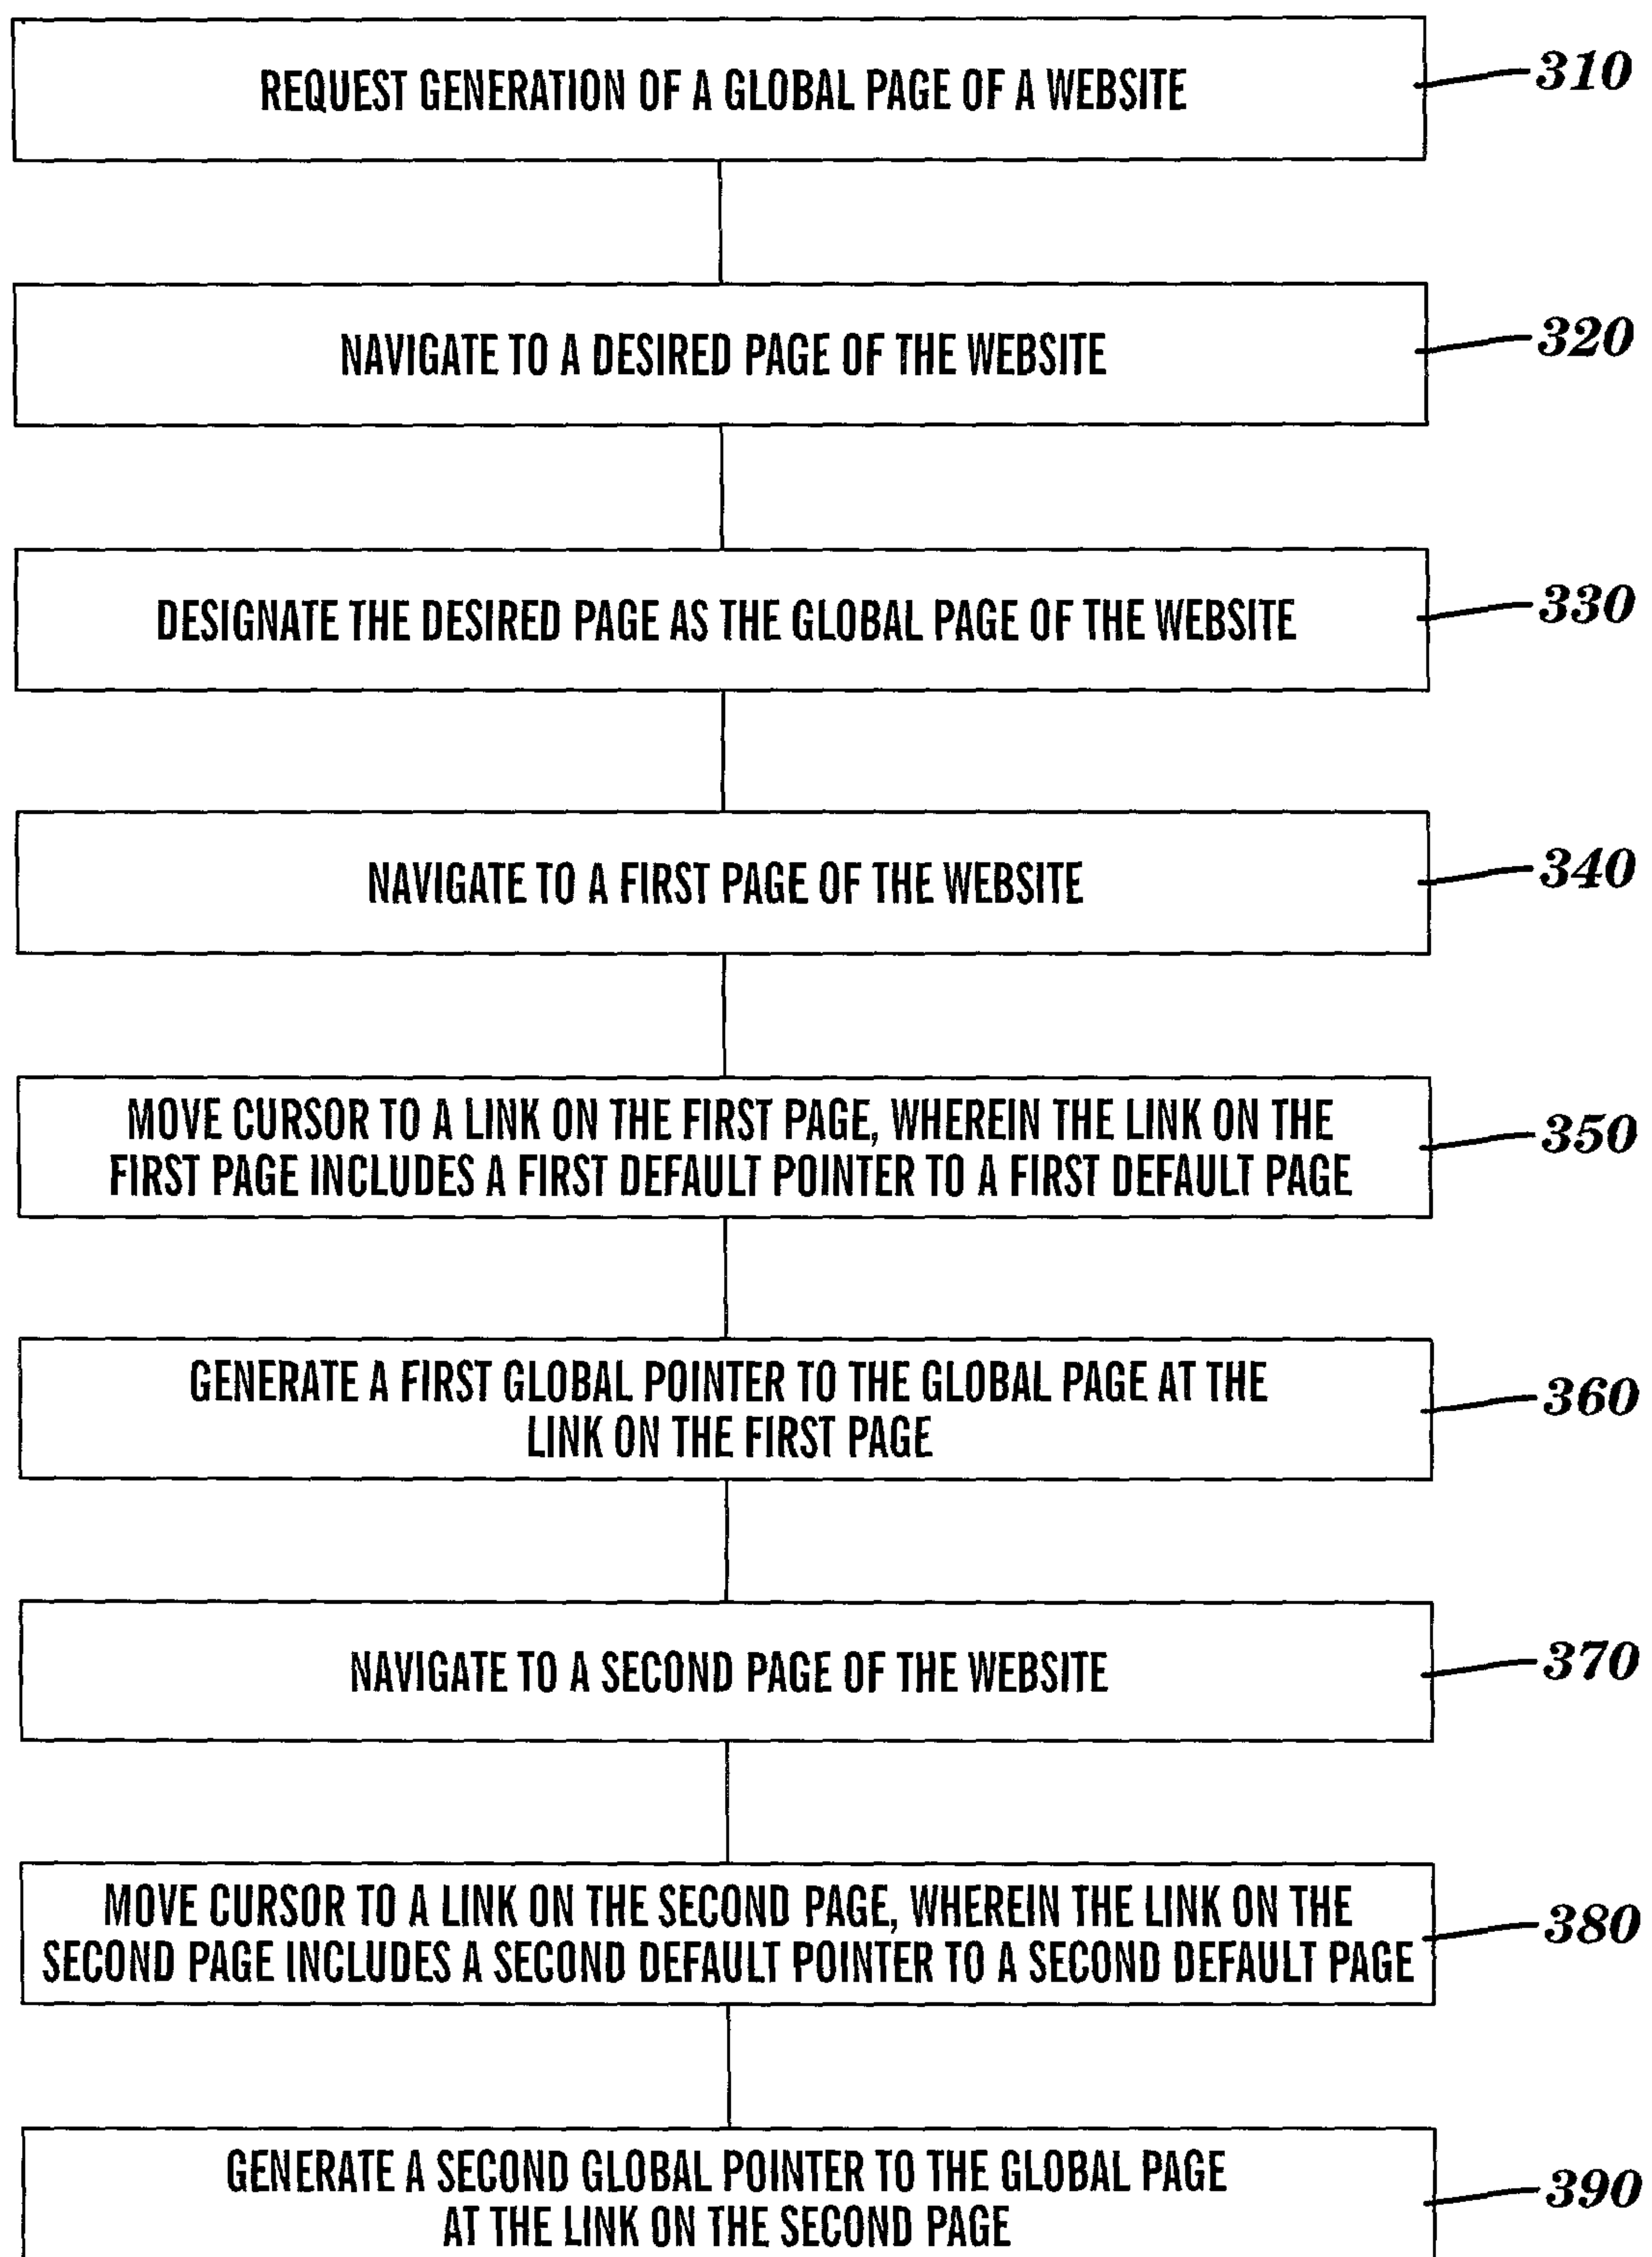 REQUEST GENERATION OF A GLOBAL PAGE OF A WEBSITE
310
NAVIGATE TO A DESIRED PAGE OF THE WEBSITE
320
DESIGNATE THE DESIRED PAGE AS THE GLOBAL PAGE OF THE WEBSITE
330
NAVIGATE TO A FIRST PAGE OF THE WEBSITE
340
MOVE CURSOR TO A LINK ON THE FIRST PAGE, WHEREIN THE LINK ON THE
FIRST PAGE INCLUDES A FIRST DEFAULT POINTER TO A FIRST DEFAULT PAGE
350
GENERATE A FIRST GLOBAL POINTER TO THE GLOBAL PAGE AT THE
LINK ON THE FIRST PAGE
360
NAVIGATE TO A SECOND PAGE OF THE WEBSITE
370
MOVE CURSOR TO A LINK ON THE SECOND PAGE, WHEREIN THE LINK ON THE
SECOND PAGE INCLUDES A SECOND DEFAULT POINTER TO A SECOND DEFAULT PAGE
380
GENERATE A SECOND GLOBAL POINTER TO THE GLOBAL PAGE
AT THE LINK ON THE SECOND PAGE
390